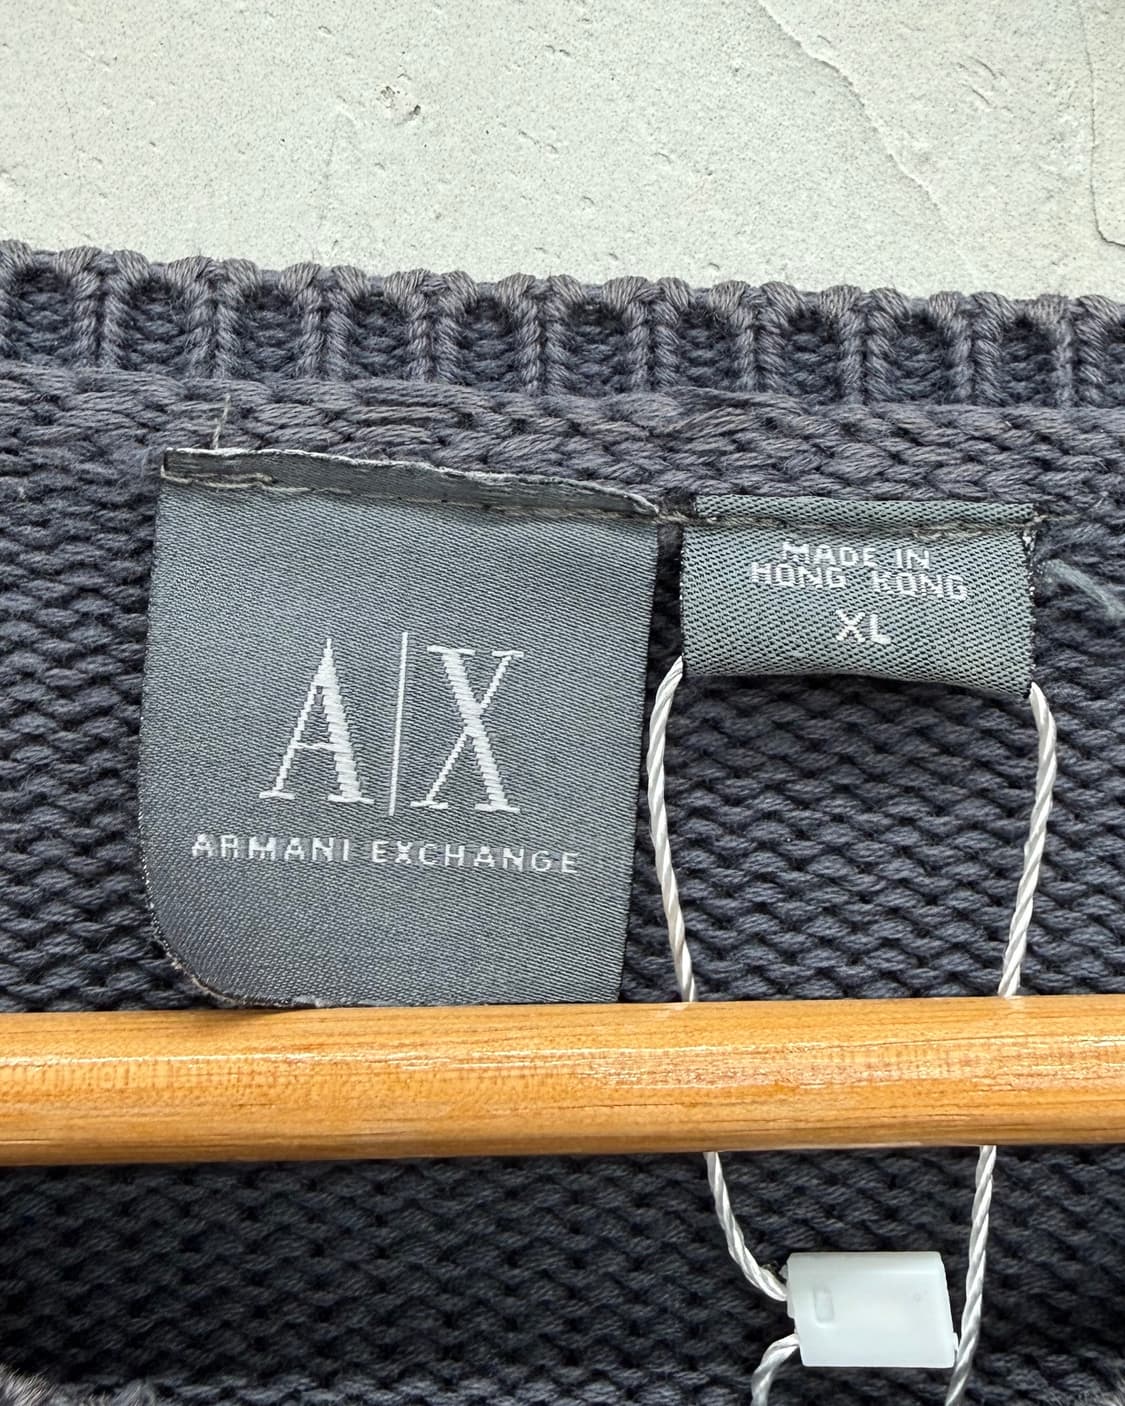 A|X
ARMANI EXCHANGE
MADE IN
HONG KONG
XL